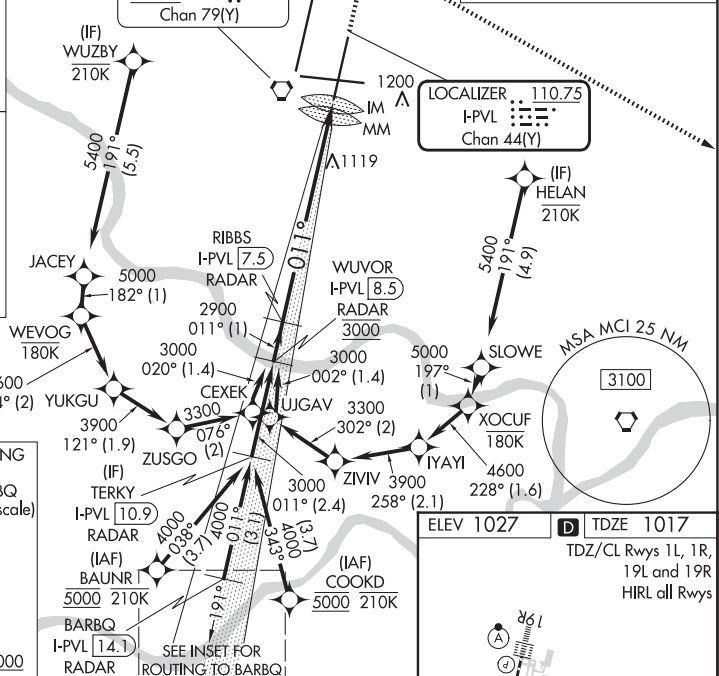 Chan 79(Y)
(IF)
WUZBY
210K
5400
191°
(5.5)
1200
IM
MM
1119
LOCALIZER 110.75
I-PVL
Chan 44(Y)
(IF)
HELAN
210K
5400
191°
(4.9)
RIBBS
I-PVL 7.5
RADAR
011°
WUVOR
I-PVL 8.5
RADAR
3000
JACEY
5000
182° (1)
WEVOG
180K
2900
011° (1)
3000
020° (1.4)
3000
002° (1.4)
5000
197°
(1)
SLOWE
MSA MCI 25 NM
3100
XOCUF
180K
4600
228° (1.6)
YUKGU
3900
121° (1.9)
CEXEK
UJGAV
3300
076°
(2)
ZUSGO
3300
302° (2)
ZIVIV
IYAYI
3900
258° (2.1)
3000
011° (2.4)
(IF)
TERKY
I-PVL 10.9
RADAR
4000
038°
(3.7)
4000
011°
(3.1)
4000
343°
(3.7)
(IAF)
BAUNR
5000 210K
(IAF)
COOKD
5000 210K
191°
BARBQ
I-PVL 14.1
RADAR
SEE INSET FOR
ROUTING TO BARBQ
ELEV 1027
D
TDZE 1017
TDZ/CL Rwys 1L, 1R,
19L and 19R
HIRL all Rwys
19R
A
P